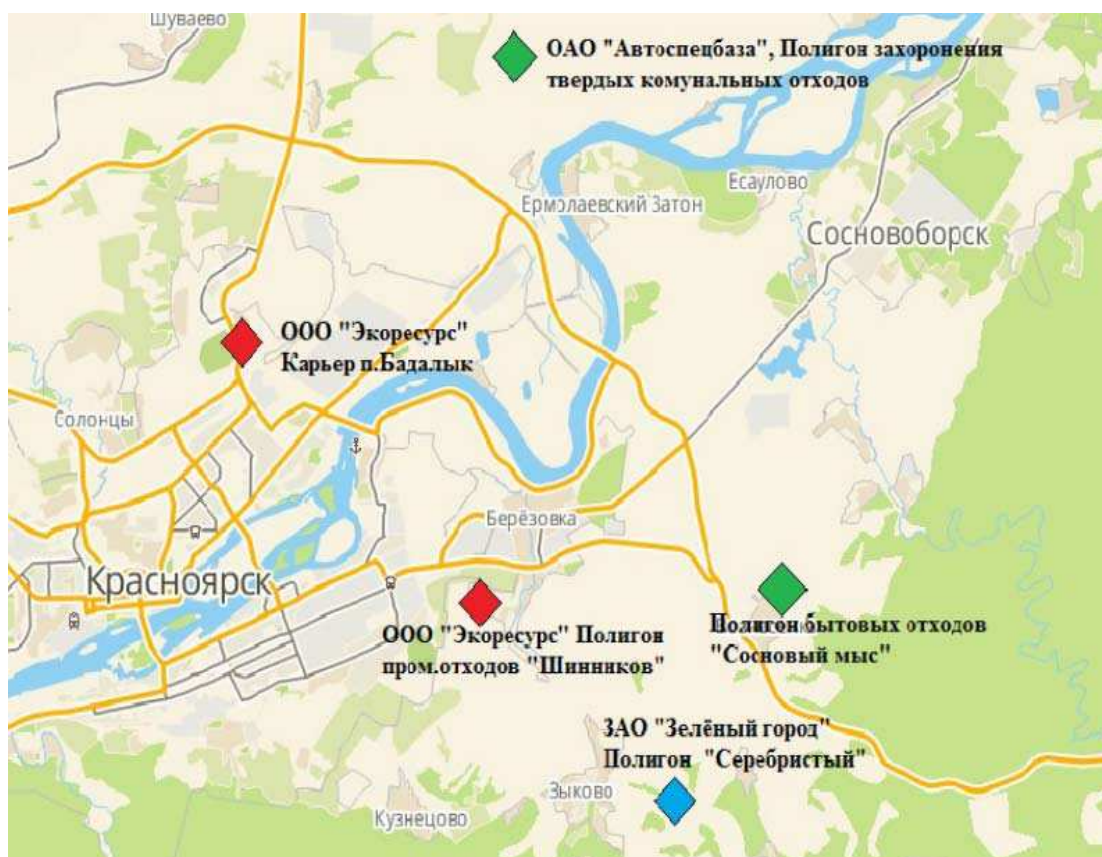 Шуваево
ОАО "Автоспецбаза", Полигон захоронения
твердых комунальных отходов
Есаулово
Ермолаевский Затон
Сосновоборск
ООО "Экоресурс"
Карьер п.Бадалык
Солонцы
Берёзовка
Красноярск
ООО "Экоресурс" Полигон
пром.отходов "Шинников"
Полигон бытовых отходов
"Сосновый мыс"
ЗАО "Зелёный город"
Полигон "Серебристый"
Зыково
Кузнецово